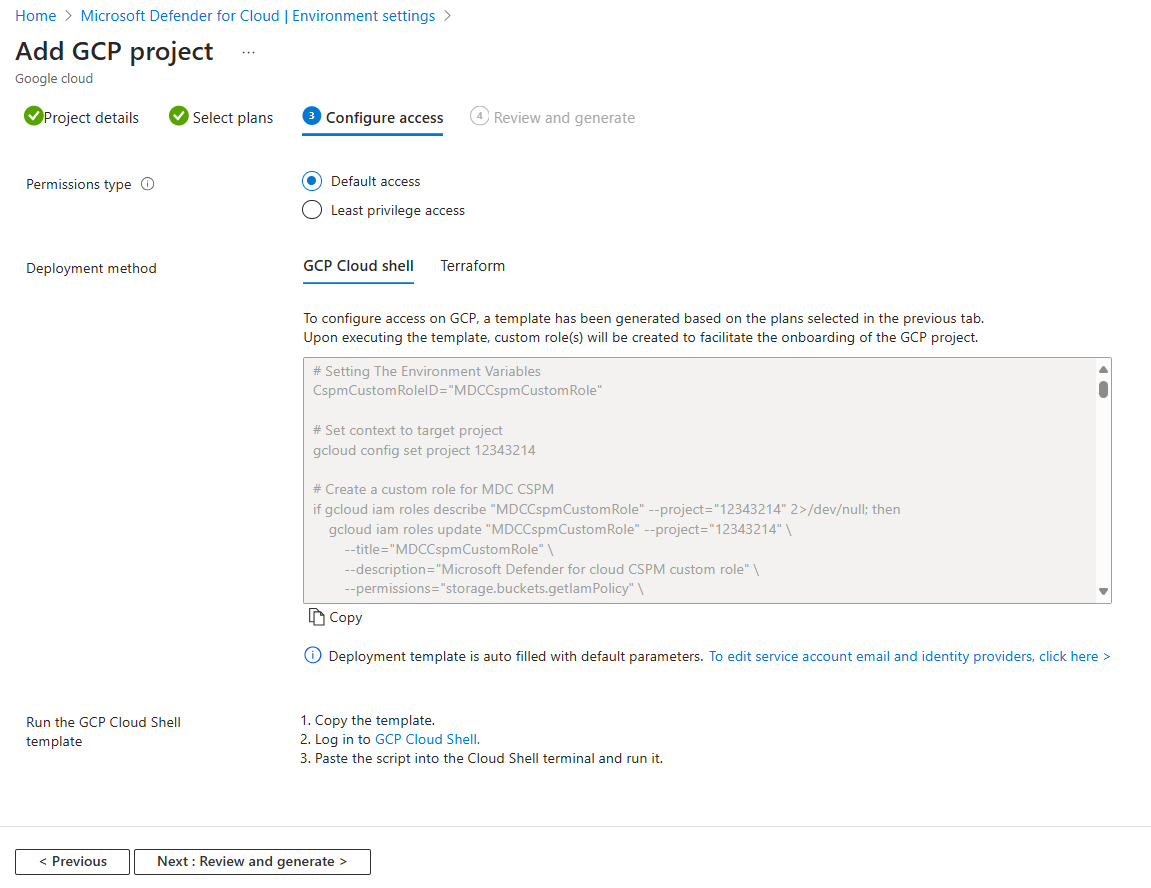 Home > Microsoft Defender for Cloud | Environment settings >
Add GCP project ...
Google cloud
Project details Select plans 3 Configure access 4 Review and generate
Permissions type Default access
Least privilege access
Deployment method GCP Cloud shell Terraform
To configure access on GCP, a template has been generated based on the plans selected in the previous tab.
Upon executing the template, custom role(s) will be created to facilitate the onboarding of the GCP project.
# Setting The Environment Variables
CspmCustomRoleID="MDCCspmCustomRole"
# Set context to target project
gcloud config set project 12343214
# Create a custom role for MDC CSPM
if gcloud iam roles describe "MDCCspmCustomRole" --project="12343214" 2>/dev/null; then
gcloud iam roles update "MDCCspmCustomRole" --project="12343214" \
--title="MDCCspmCustomRole" \
--description="Microsoft Defender for cloud CSPM custom role" \
--permissions="storage.buckets.getIamPolicy" \
Copy
Deployment template is auto filled with default parameters. To edit service account email and identity providers, click here >
Run the GCP Cloud Shell
template
1. Copy the template.
2. Log in to GCP Cloud Shell.
3. Paste the script into the Cloud Shell terminal and run it.
< Previous Next : Review and generate >